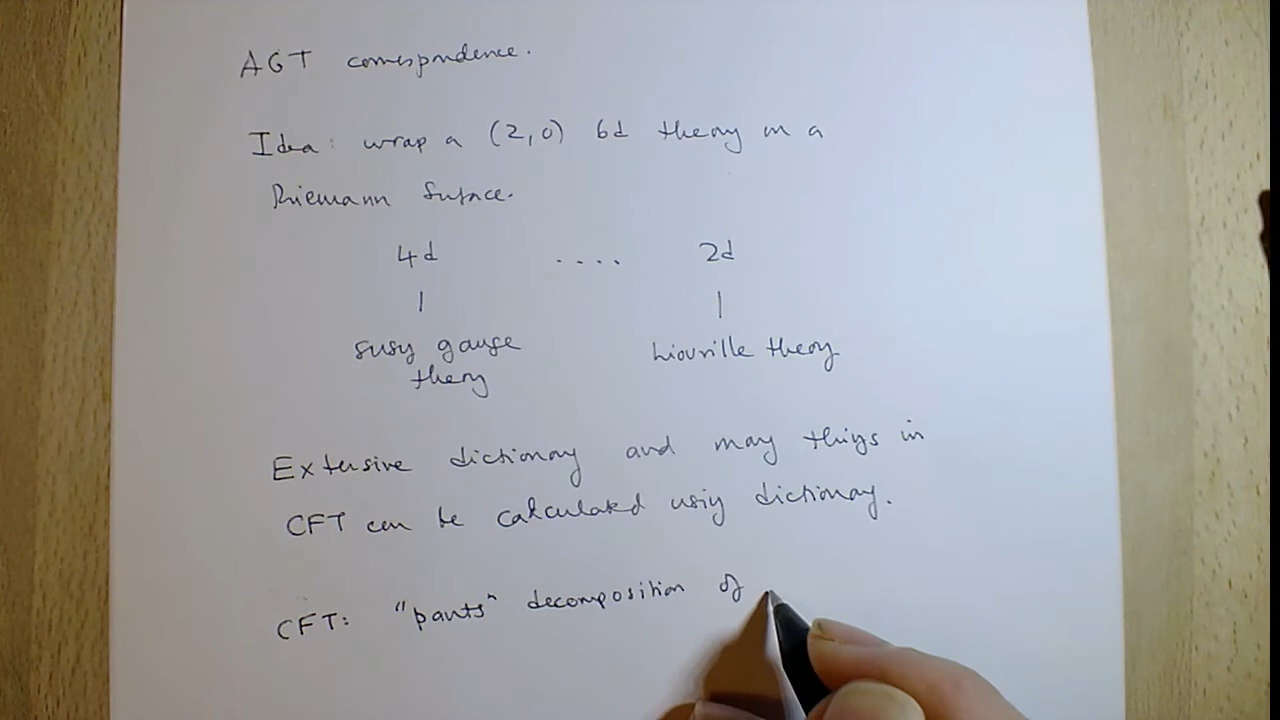 AGT correspondence.
Idea: wrap a (2,0) 6d theory on a
Riemann surface.
4d .... 2d
susy gauge theory Liouville theory
Extensive dictionary and many things in
CFT can be calculated using dictionary.
CFT: "pants" decomposition of